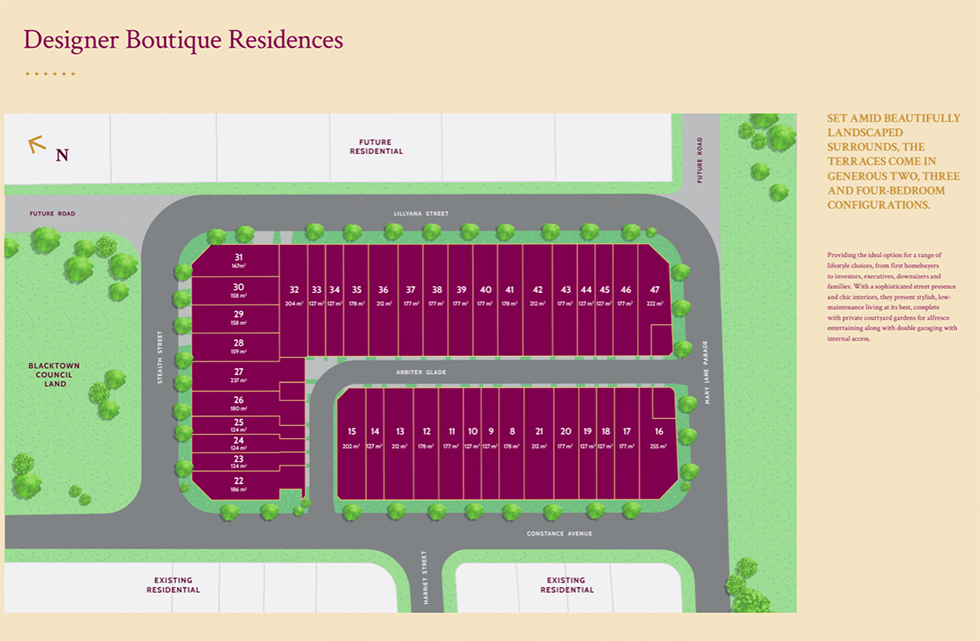 Designer Boutique Residences
N
FUTURE
RESIDENTIAL
FUTURE ROAD
SET AMID BEAUTIFULLY
LANDSCAPED
SURROUNDS, THE
TERRACES COME IN
GENEROUS TWO, THREE
AND FOUR-BEDROOM
CONFIGURATIONS.
Providing the ideal option for a range of
lifestyle choices, from first homebuyers
to investors, executives, downsizers and
families. With a sophisticated street presence
and chic interiors, they present stylish, low-
maintenance living at its best, complete
with private courtyard gardens for alfresco
entertaining along with double garaging with
internal access.
FUTURE ROAD
LILLYANA STREET
31
167m²
30
158 m²
29
158 m²
28
159 m²
27
237 m²
26
180 m²
25
124 m²
24
124 m²
23
124 m²
22
186 m²
32 33 34 35 36 37 38 39 40 41 42 43 44 45 46 47
204 m² 127 m² 127 m² 178 m² 212 m² 177 m² 177 m² 177 m² 177 m² 178 m² 212 m² 177 m² 127 m² 127 m² 177 m² 222 m²
STEALTH STREET
BLACKTOWN
COUNCIL
LAND
ARBITER GLADE
MARY JANE PARADE
15 14 13 12 11 10 9 8 21 20 19 18 17 16
202 m² 127 m² 212 m² 178 m² 177 m² 127 m² 127 m² 178 m² 212 m² 177 m² 127 m² 127 m² 177 m² 255 m²
CONSTANCE AVENUE
HARRIET STREET
EXISTING
RESIDENTIAL
EXISTING
RESIDENTIAL